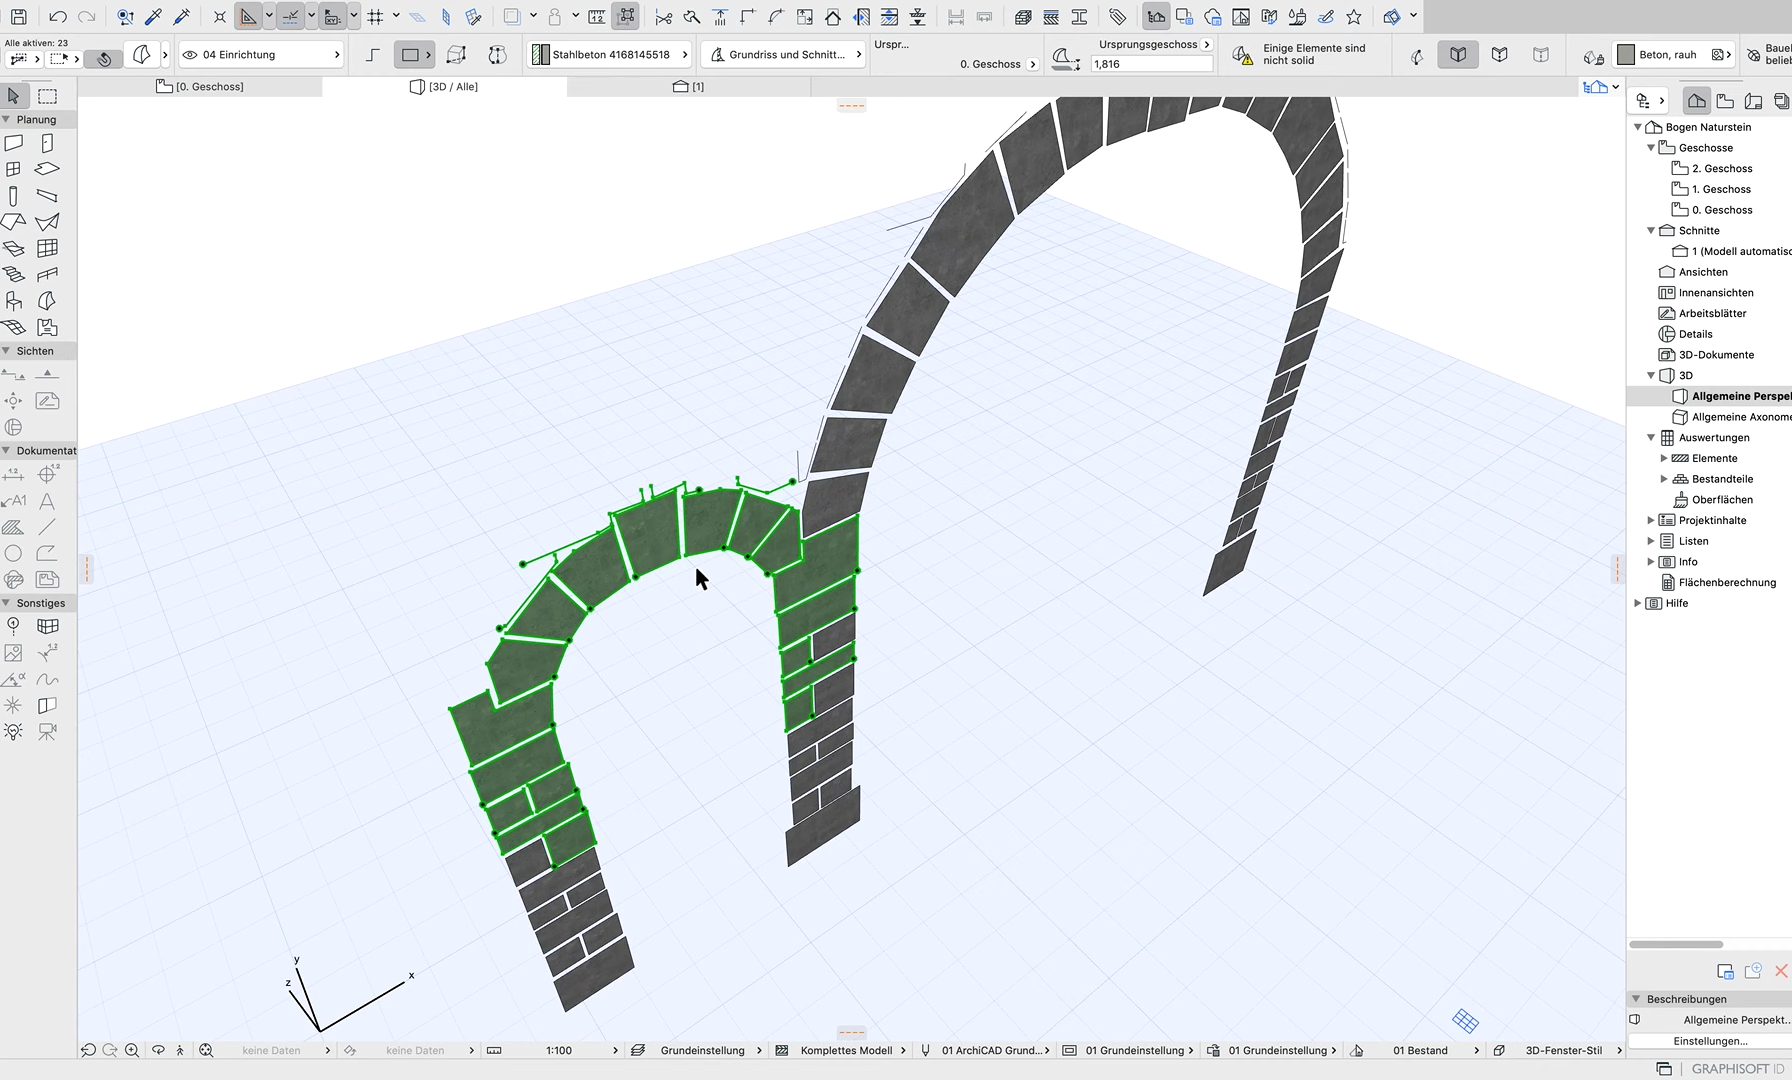 Alle aktiven: 23
04 Einrichtung
Stahlbeton 4168145518
Grundriss und Schnitt...
Urspr...
0. Geschoss
Ursprungsgeschoss
1,816
Einige Elemente sind
nicht solid
Beton, rauh
Bauel
belieb
[0. Geschoss]
[3D / Alle]
[1]
Planung
Sichten
Dokumentat
Sonstiges
Bogen Naturstein
Geschosse
2. Geschoss
1. Geschoss
0. Geschoss
Schnitte
1 (Modell automatisc
Ansichten
Innenansichten
Arbeitsblätter
Details
3D-Dokumente
3D
Allgemeine Perspe
Allgemeine Axonome
Auswertungen
Elemente
Bestandteile
Oberflächen
Projektinhalte
Listen
Info
Flächenberechnung
Hilfe
y
z
x
Beschreibungen
Allgemeine Perspekt..
Einstellungen...
keine Daten
keine Daten
1:100
Grundeinstellung
Komplettes Modell
01 ArchiCAD Grund...
01 Grundeinstellung
01 Grundeinstellung
01 Bestand
3D-Fenster-Stil
GRAPHISOFT ID